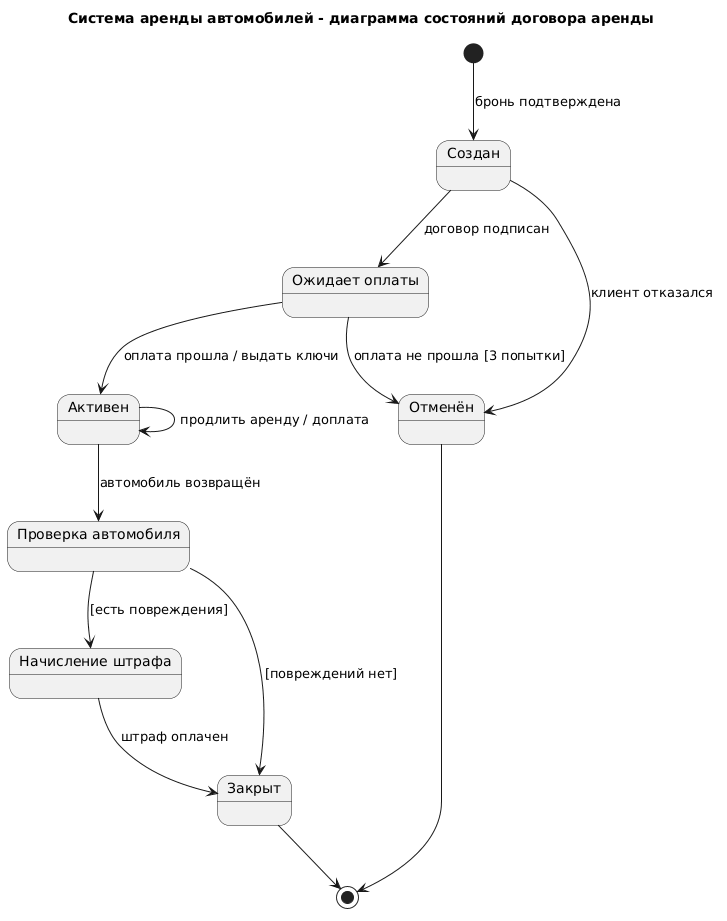 Система аренды автомобилей - диаграмма состояний договора аренды
бронь подтверждена
Создан
договор подписан
Ожидает оплаты
клиент отказался
оплата прошла / выдать ключи
оплата не прошла [3 попытки]
Активен
Отменён
продлить аренду / доплата
автомобиль возвращён
Проверка автомобиля
[есть повреждения]
Начисление штрафа
[повреждений нет]
штраф оплачен
Закрыт